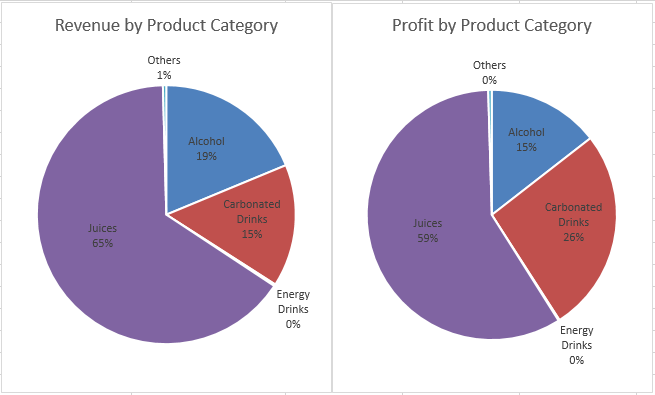 Revenue by Product Category
Others
1%
Alcohol
19%
Carbonated
Drinks
15%
Juices
65%
Energy
Drinks
0%
Profit by Product Category
Others
0%
Alcohol
15%
Carbonated
Drinks
26%
Juices
59%
Energy
Drinks
0%